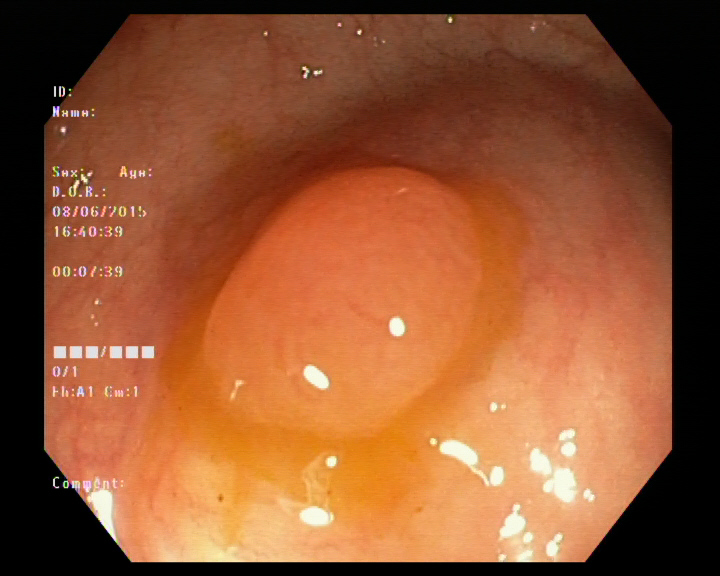 ID:
Name:
Sex: Age:
D.O.B.:
08/06/2015
16:40:39
00:07:39
■■■/■■■
0/1
Eh:A1 Cm:1
Comment: